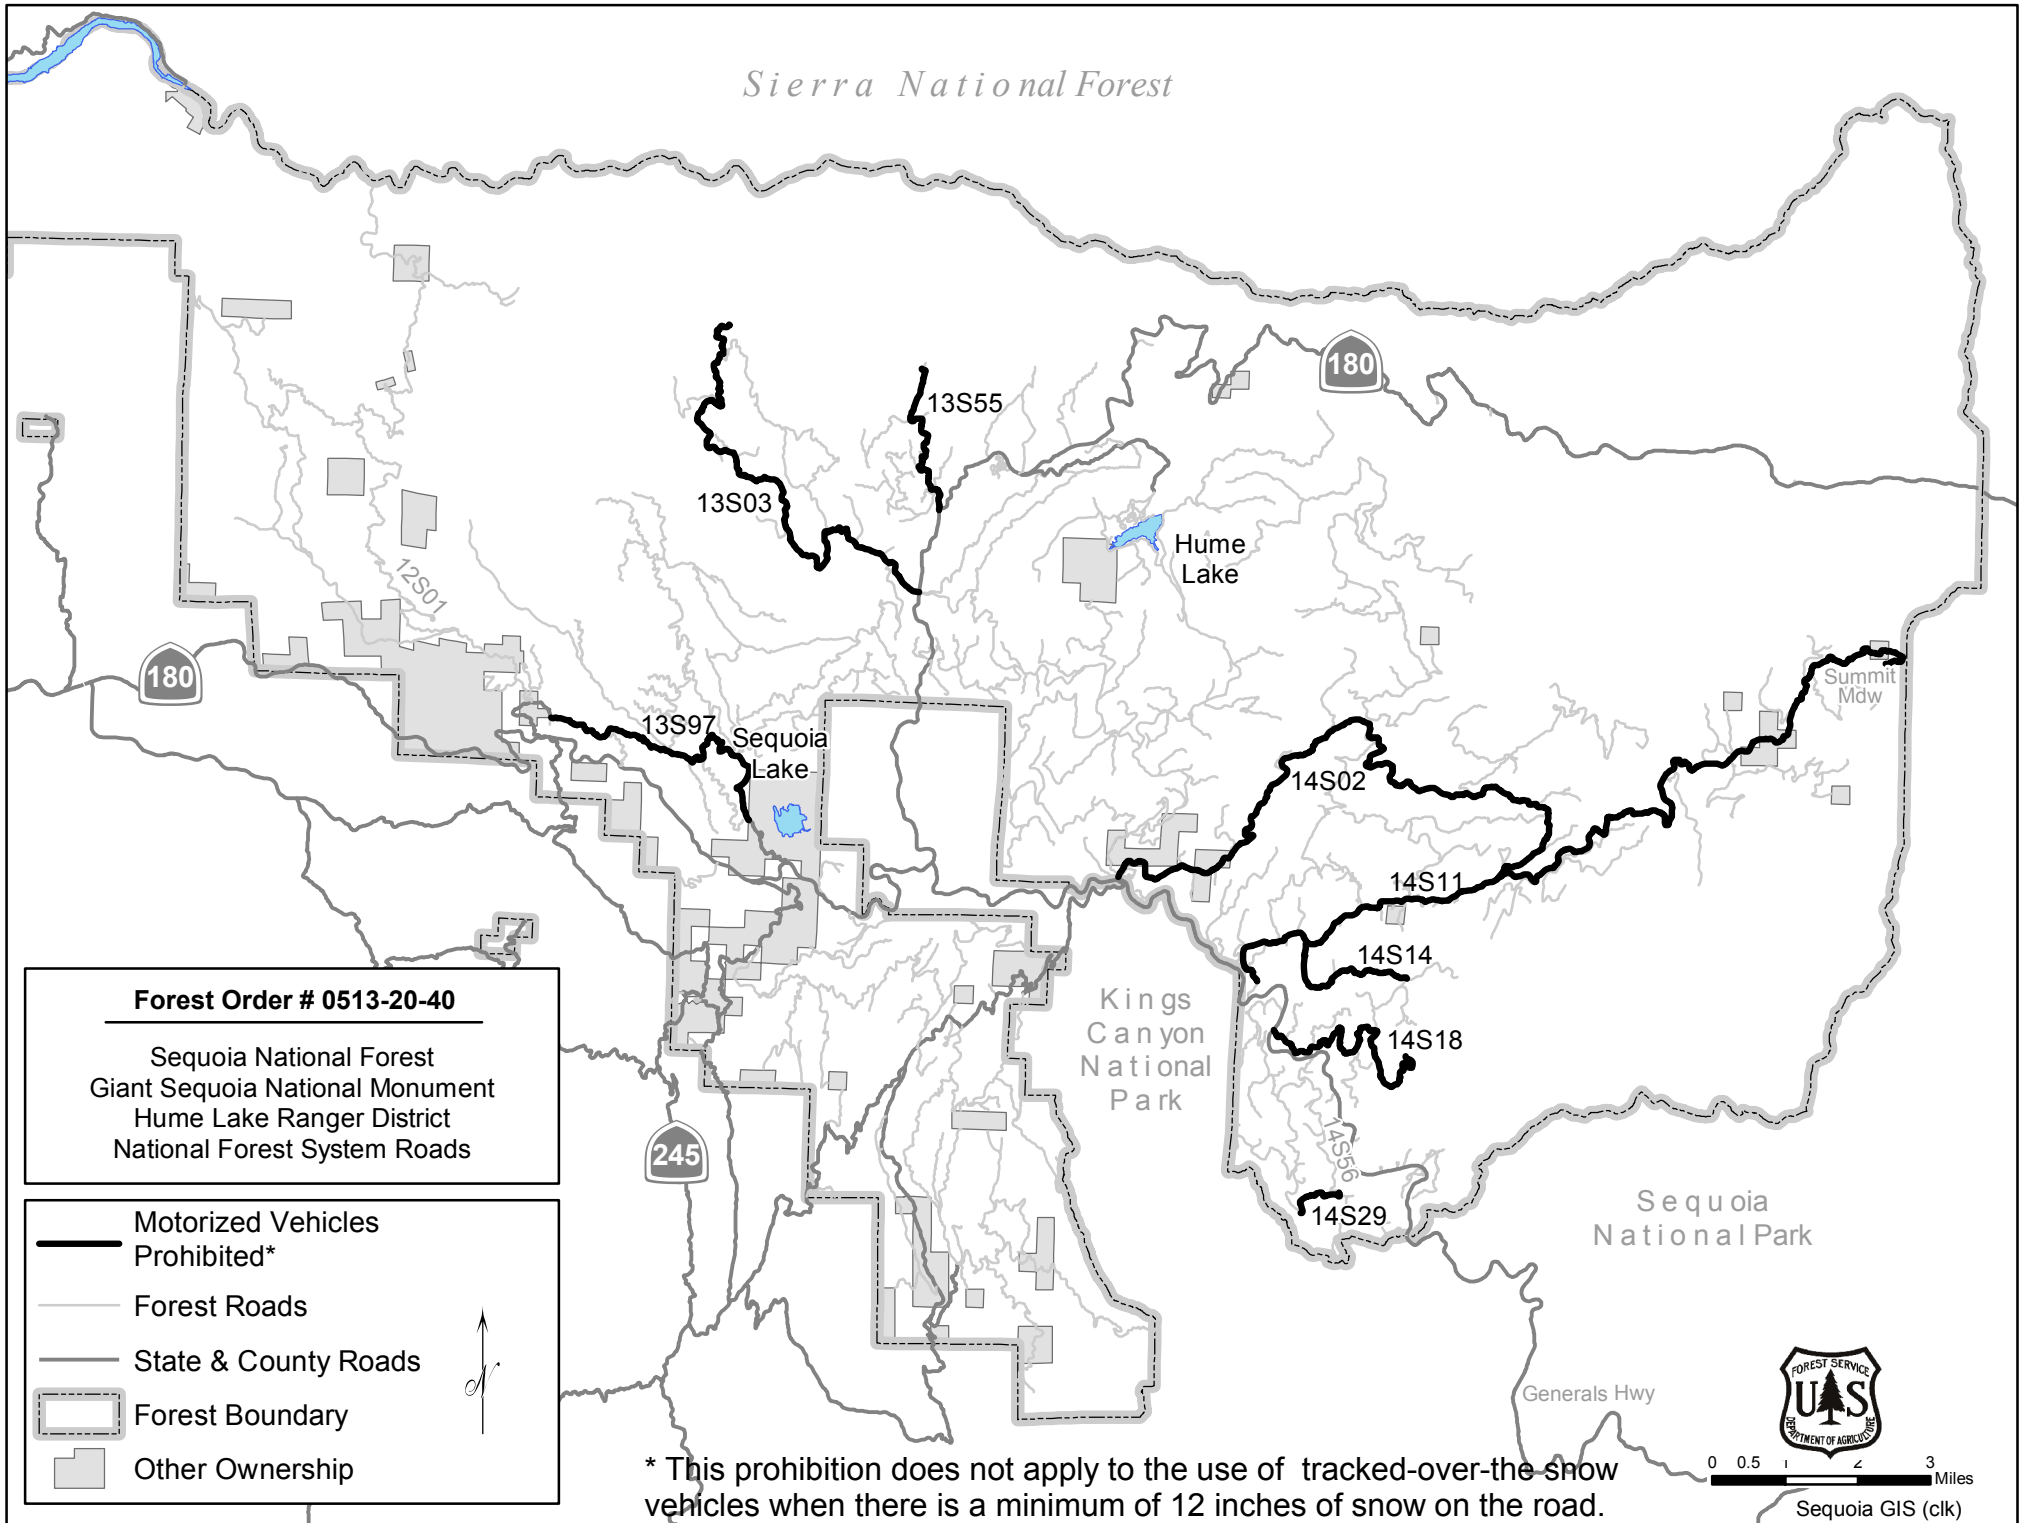 Sierra National Forest
180
13S55
13S03
Hume
Lake
12S01
180
Summit
Mdw
13S97
Sequoia
Lake
14S02
14S11
14S14
Kings
Canyon
National
Park
14S18
14S56
14S29
Sequoia
National Park
245
Generals Hwy
Forest Order # 0513-20-40
Sequoia National Forest
Giant Sequoia National Monument
Hume Lake Ranger District
National Forest System Roads
Motorized Vehicles
Prohibited*
Forest Roads
State & County Roads
Forest Boundary
Other Ownership
N
* This prohibition does not apply to the use of tracked-over-the-snow
vehicles when there is a minimum of 12 inches of snow on the road.
FOREST SERVICE
U S
DEPARTMENT OF AGRICULTURE
0 0.5 1 2 3
Miles
Sequoia GIS (clk)